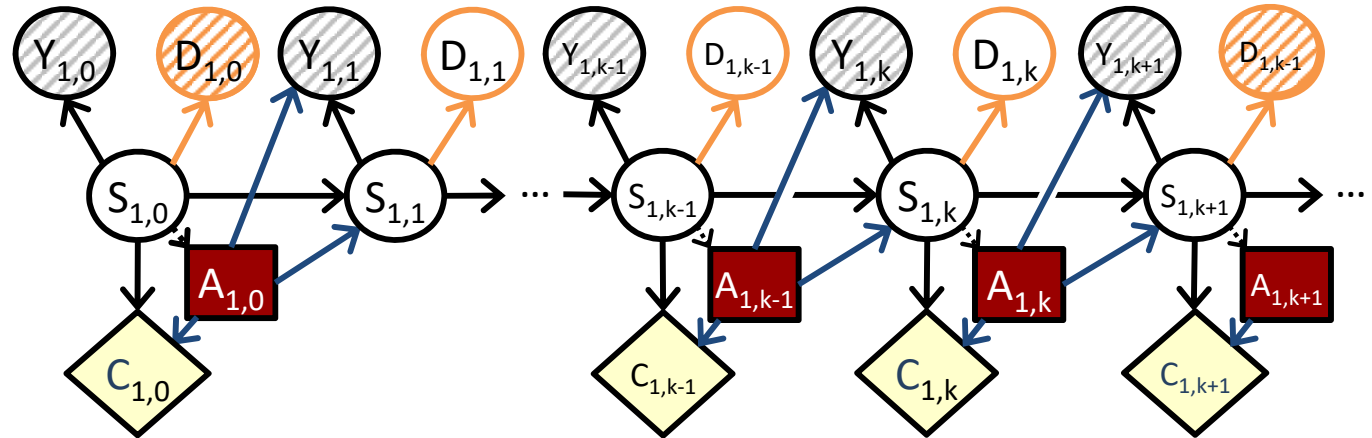 Y1,0 D1,0 Y1,1 D1,1 Y1,k-1 D1,k-1 Y1,k D1,k Y1,k+1 D1,k-1
S1,0 S1,1 ... S1,k-1 S1,k S1,k+1 ...
A1,0 A1,k-1 A1,k A1,k+1
C1,0 C1,k-1 C1,k C1,k+1